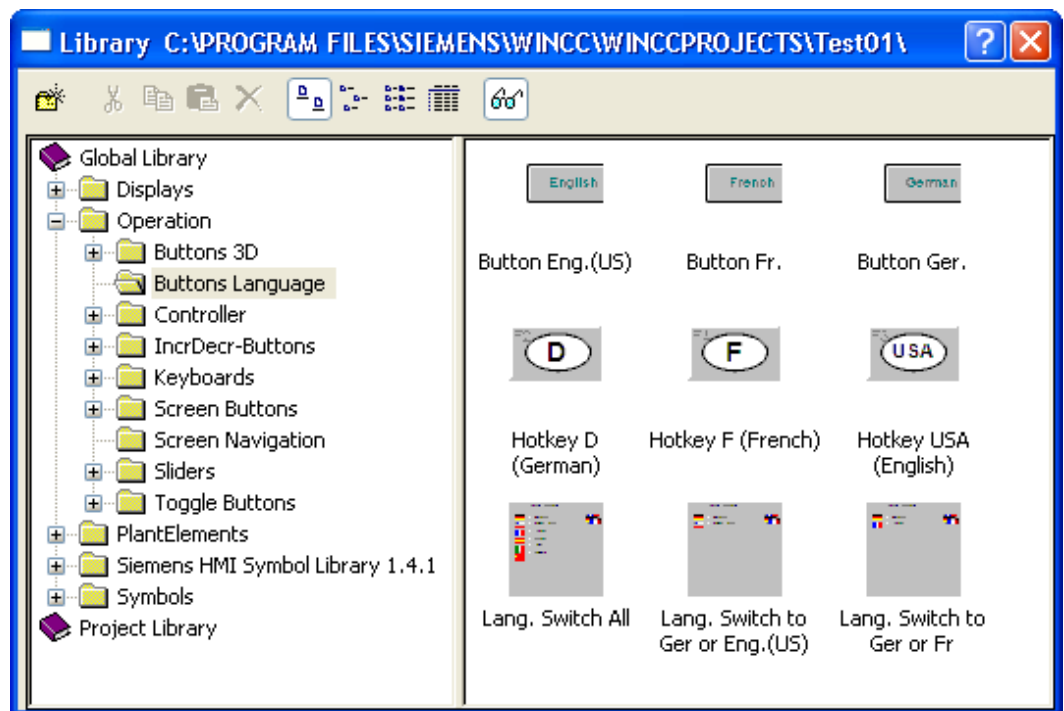 Library C:\PROGRAM FILES\SIEMENS\WINCC\WINCCPROJECTS\Test01\
Global Library
Displays
Operation
Buttons 3D
Buttons Language
Controller
IncrDecr-Buttons
Keyboards
Screen Buttons
Screen Navigation
Sliders
Toggle Buttons
PlantElements
Siemens HMI Symbol Library 1.4.1
Symbols
Project Library
English
French
German
Button Eng.(US)
Button Fr.
Button Ger.
D
F
USA
Hotkey D
(German)
Hotkey F (French)
Hotkey USA
(English)
Lang. Switch All
Lang. Switch to
Ger or Eng.(US)
Lang. Switch to
Ger or Fr